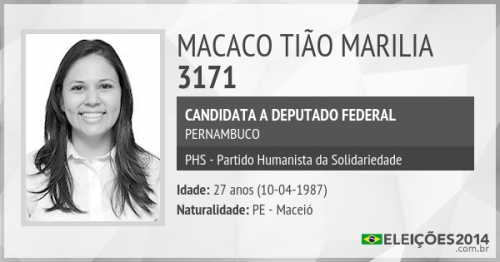 MACACO TIÃO MARILIA
3171
CANDIDATA A DEPUTADO FEDERAL
PERNAMBUCO
PHS - Partido Humanista da Solidariedade
Idade: 27 anos (10-04-1987)
Naturalidade: PE - Maceió
ELEIÇÕES2014
.com.br